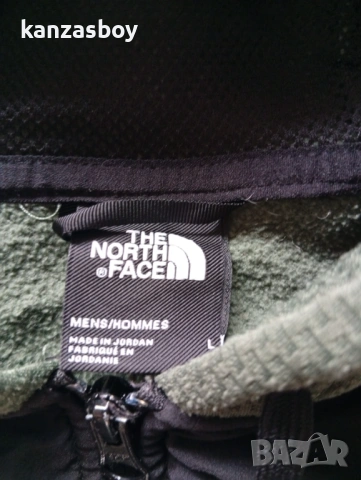 kanzasboy
THE
NORTH
FACE
®
MENS/HOMMES
MADE IN JORDAN
FABRIQUÉ EN
JORDANIE
L
BAZAR